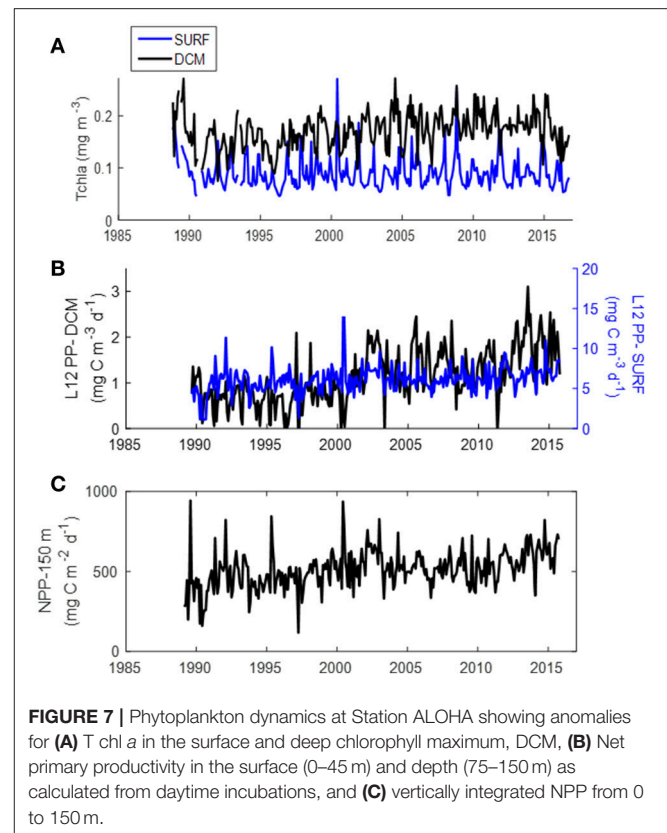 A
SURF
DCM
Tchla (mg m⁻³)
0.2
0.1
0
1985 1990 1995 2000 2005 2010 2015
B
L12 PP- DCM
(mg C m⁻³ d⁻¹)
3
2
1
0
20
15
10
5
0
L12 PP- SURF
(mg C m⁻³ d⁻¹)
1985 1990 1995 2000 2005 2010 2015
C
NPP-150 m
(mg C m⁻² d⁻¹)
1000
500
0
1985 1990 1995 2000 2005 2010 2015
FIGURE 7 | Phytoplankton dynamics at Station ALOHA showing anomalies
for (A) T chl a in the surface and deep chlorophyll maximum, DCM, (B) Net
primary productivity in the surface (0–45 m) and depth (75–150 m) as
calculated from daytime incubations, and (C) vertically integrated NPP from 0
to 150 m.